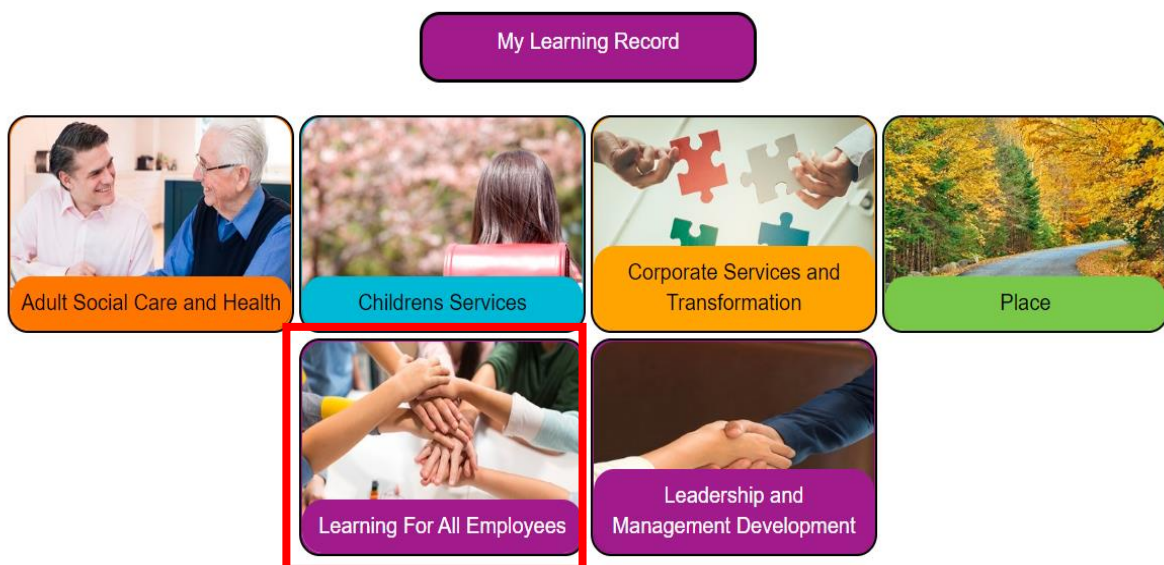 My Learning Record
Adult Social Care and Health
Childrens Services
Corporate Services and
Transformation
Place
Learning For All Employees
Leadership and
Management Development